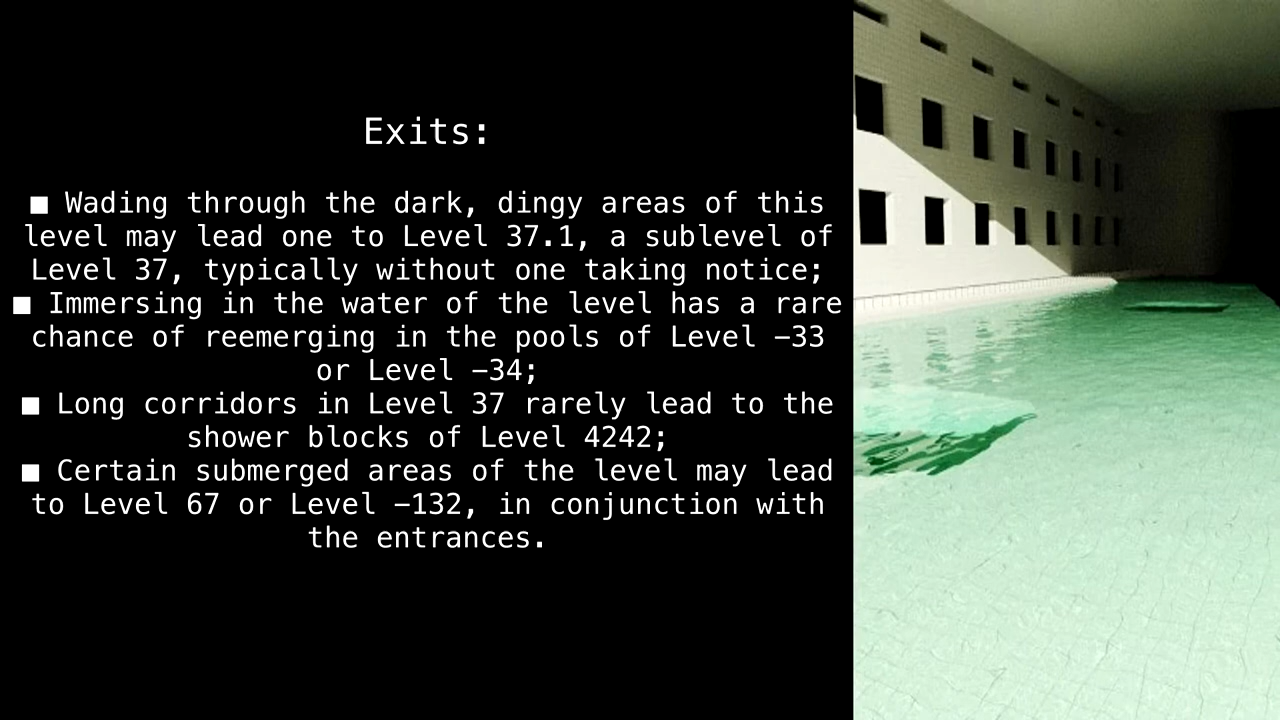 Exits:
■ Wading through the dark, dingy areas of this
level may lead one to Level 37.1, a sublevel of
Level 37, typically without one taking notice;
■ Immersing in the water of the level has a rare
chance of reemerging in the pools of Level −33
or Level −34;
■ Long corridors in Level 37 rarely lead to the
shower blocks of Level 4242;
■ Certain submerged areas of the level may lead
to Level 67 or Level −132, in conjunction with
the entrances.